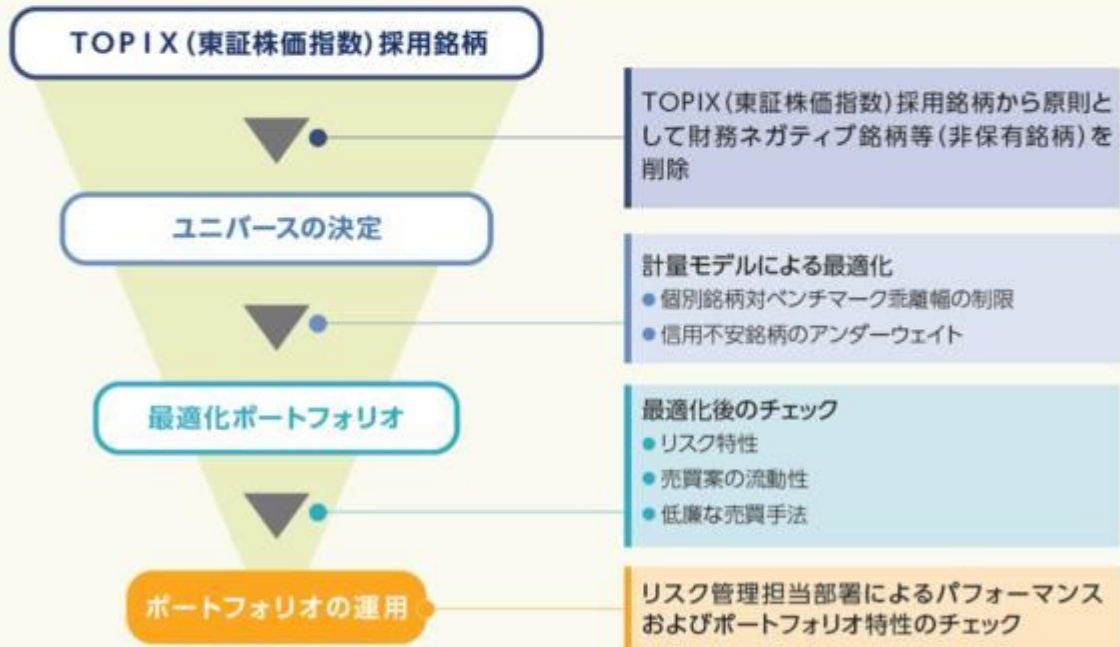 TOPIX(東証株価指数)採用銘柄
TOPIX(東証株価指数)採用銘柄から原則と
して財務ネガティブ銘柄等(非保有銘柄)を
削除
ユニバースの決定
計量モデルによる最適化
●個別銘柄対ベンチマーク乖離幅の制限
●信用不安銘柄のアンダーウェイト
最適化ポートフォリオ
最適化後のチェック
●リスク特性
●売買案の流動性
●低廉な売買手法
ポートフォリオの運用
リスク管理担当部署によるパフォーマンス
およびポートフォリオ特性のチェック